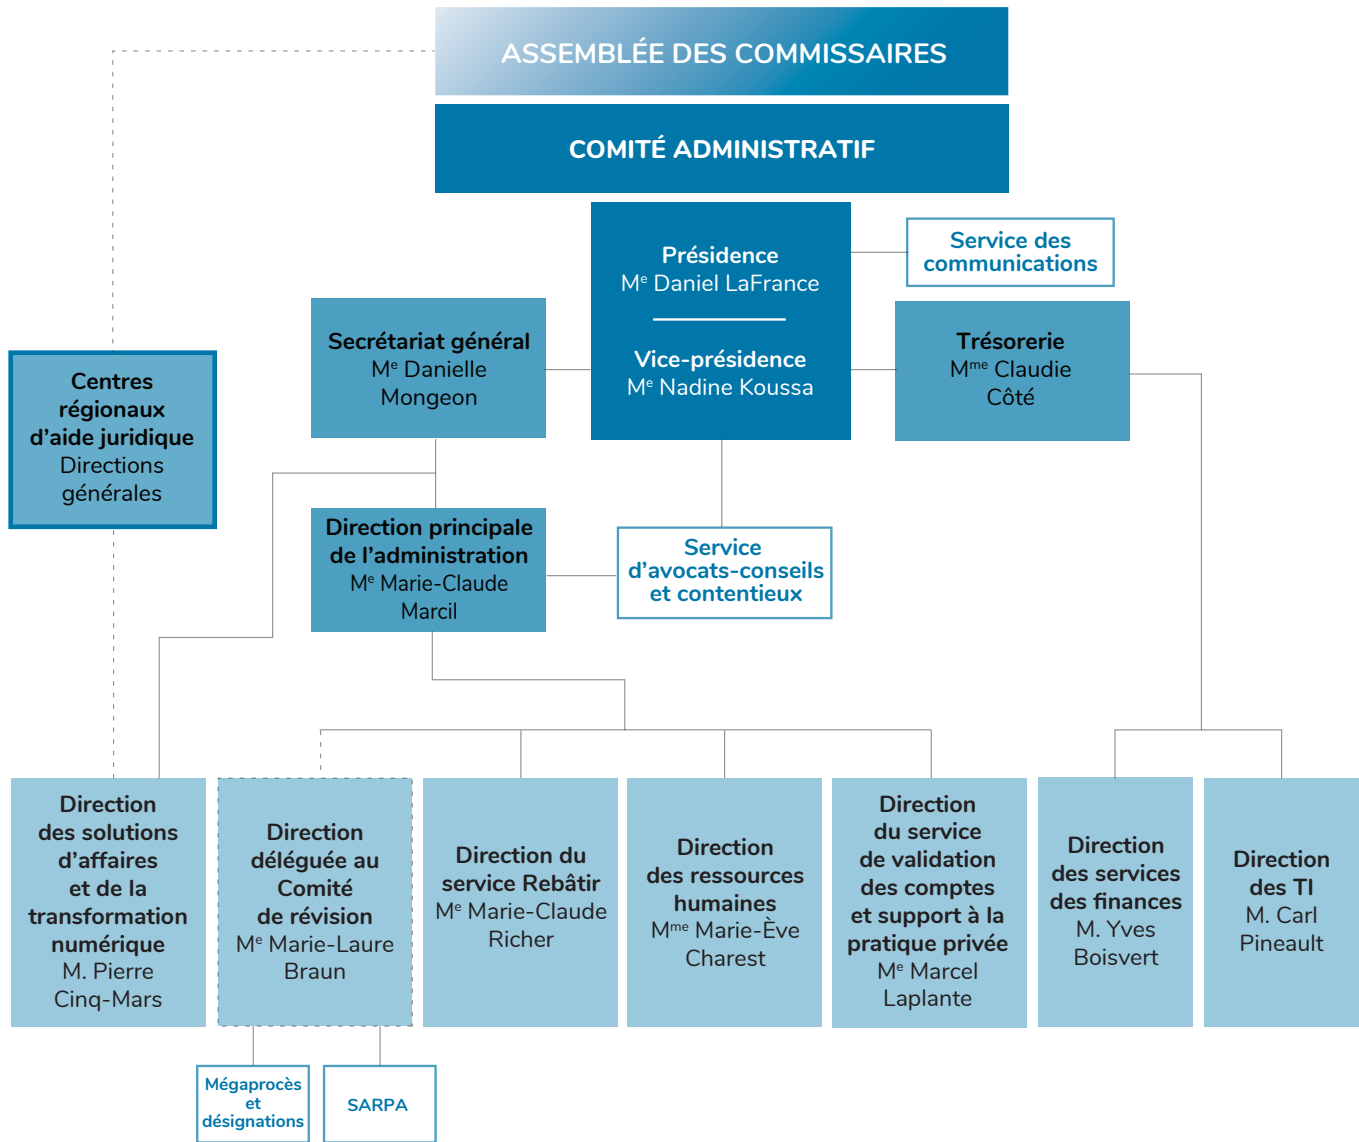 ASSEMBLÉE DES COMMISSAIRES
COMITÉ ADMINISTRATIF
Présidence
Mᵉ Daniel LaFrance
Vice-présidence
Mᵉ Nadine Koussa
Service des
communications
Secrétariat général
Mᵉ Danielle
Mongeon
Trésorerie
Mᵐᵉ Claudie
Côté
Centres
régionaux
d’aide juridique
Directions
générales
Direction principale
de l’administration
Mᵉ Marie-Claude
Marcil
Service
d’avocats-conseils
et contentieux
Direction
des solutions
d’affaires
et de la
transformation
numérique
M. Pierre
Cinq-Mars
Direction
déléguée au
Comité
de révision
Mᵉ Marie-Laure
Braun
Direction du
service Rebâtir
Mᵉ Marie-Claude
Richer
Direction
des ressources
humaines
Mᵐᵉ Marie-Ève
Charest
Direction
du service
de validation
des comptes
et support à la
pratique privée
Mᵉ Marcel
Laplante
Direction
des services
des finances
M. Yves
Boisvert
Direction
des TI
M. Carl
Pineault
Mégaprocès
et
désignations
SARPA